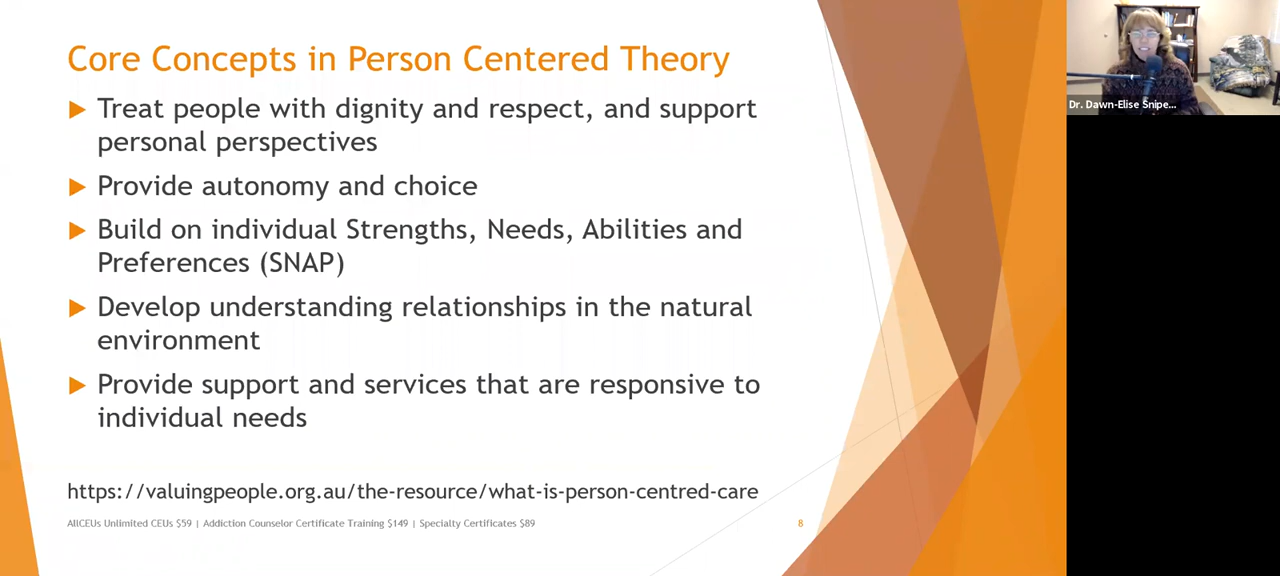 Core Concepts in Person Centered Theory
Treat people with dignity and respect, and support
personal perspectives
Provide autonomy and choice
Build on individual Strengths, Needs, Abilities and
Preferences (SNAP)
Develop understanding relationships in the natural
environment
Provide support and services that are responsive to
individual needs
https://valuingpeople.org.au/the-resource/what-is-person-centred-care
AllCEUs Unlimited CEUs $59 | Addiction Counselor Certificate Training $149 | Specialty Certificates $89
8
Dr. Dawn-Elise Snipe...